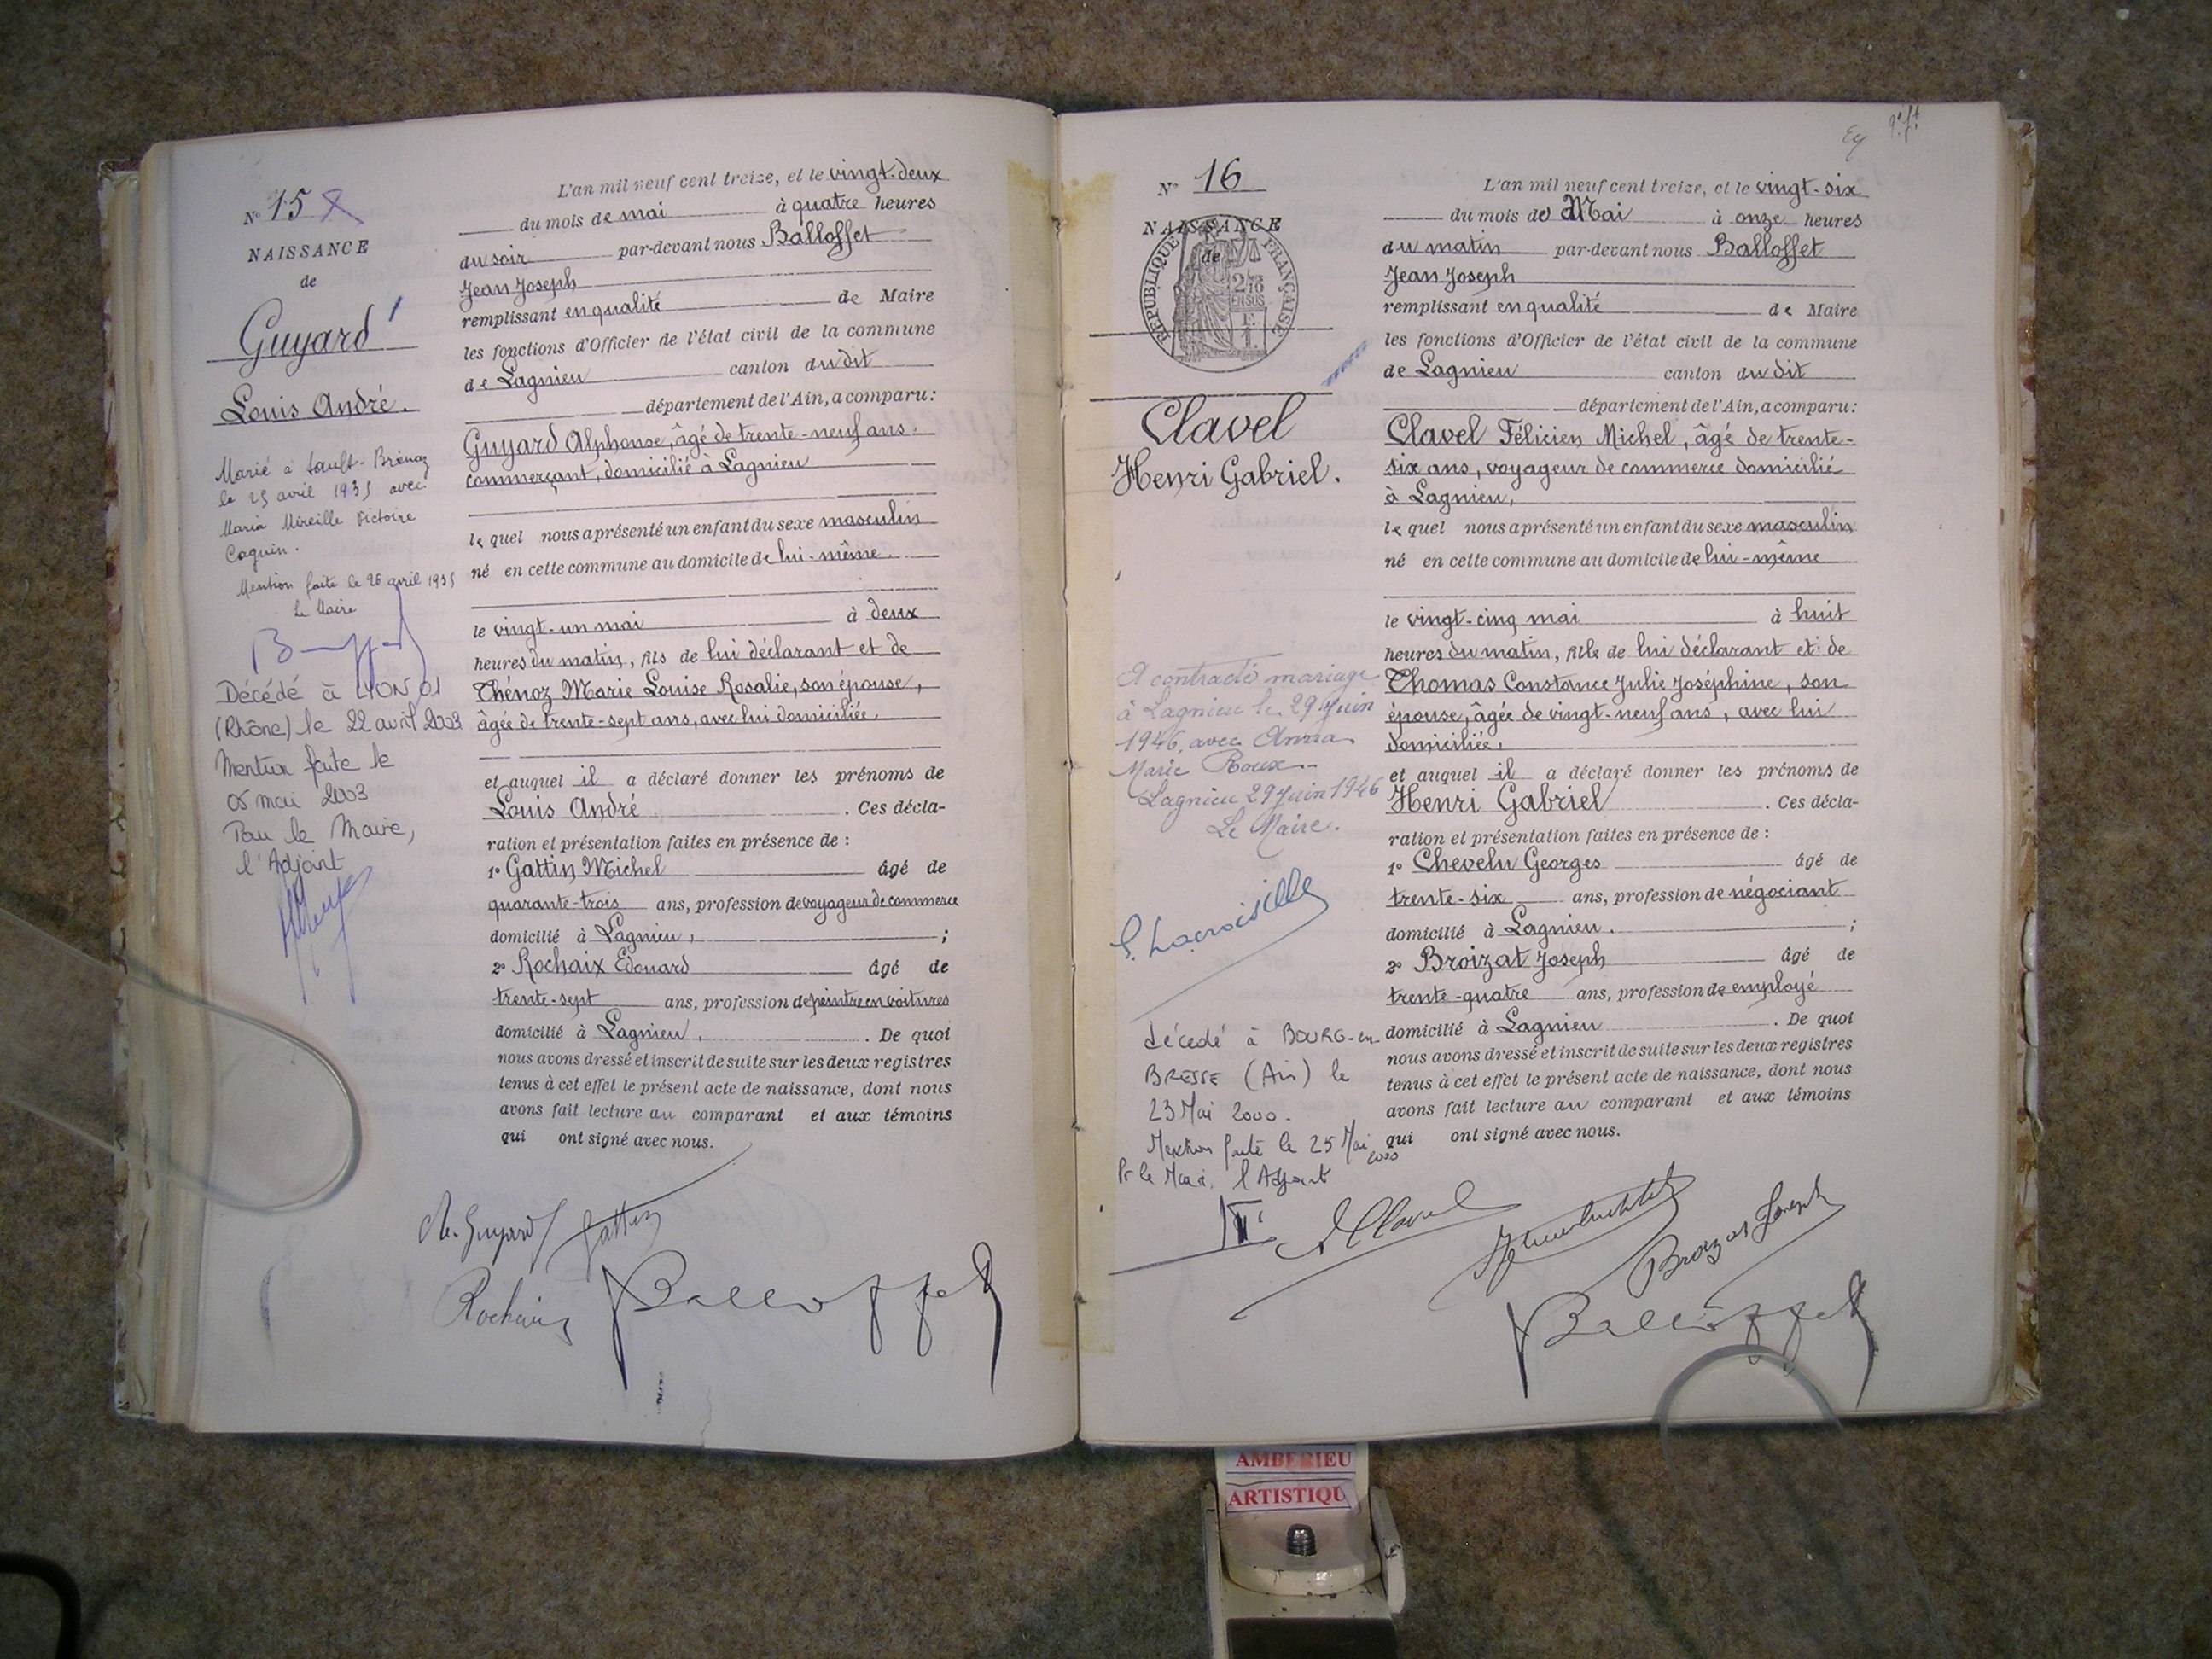 N° 15
NAISSANCE
de
Guyard
Louis André.
Marié à Sault-Brénaz
le 25 avril 1935 avec
Maria Mireille Victoire
Caquin.
Mention faite le 26 avril 1935
Le Maire
Décédé à LYON 01
(Rhône) le 22 avril 2003
Mention faite le
05 mai 2003
Pour le Maire,
l'Adjoint
L'an mil neuf cent treize, et le vingt-deux
du mois de mai à quatre heures
du soir par-devant nous Balloffet
Jean Joseph
remplissant en qualité de Maire
les fonctions d'Officier de l'état civil de la commune
de Lagnieu canton du dit
département de l'Ain, a comparu :
Guyard Alphonse, âgé de trente-neuf ans,
commerçant, domicilié à Lagnieu
lequel nous a présenté un enfant du sexe masculin
né en cette commune au domicile de lui-même
le vingt-un mai à deux
heures du matin, fils de lui déclarant et de
Thénoz Marie Louise Rosalie, son épouse,
âgée de trente-sept ans, avec lui domiciliée,
et auquel il a déclaré donner les prénoms de
Louis André . Ces décla-
ration et présentation faites en présence de :
1° Gattin Michel âgé de
quarante-trois ans, profession de voyageur de commerce
domicilié à Lagnieu, ;
2° Rochaix Edouard âgé de
trente-sept ans, profession de peintre en voitures
domicilié à Lagnieu, . De quoi
nous avons dressé et inscrit de suite sur les deux registres
tenus à cet effet le présent acte de naissance, dont nous
avons fait lecture au comparant et aux témoins
qui ont signé avec nous.
Guyard Gattin
Rochaix Balloffet
N° 16
NAISSANCE
de
RÉPUBLIQUE FRANÇAISE
2/10
EN SUS
Clavel
Henri Gabriel.
A contracté mariage
à Lagnieu le 29 Juin
1946, avec Anna
Marie Roux
Lagnieu 29 Juin 1946
Le Maire.
décédé à BOURG-en-
BRESSE (Ain) le
23 Mai 2000.
Mention faite le 25 Mai
2000
Pr le Maire, l'Adjoint
L'an mil neuf cent treize, et le vingt-six
du mois de Mai à onze heures
du matin par-devant nous Balloffet
Jean Joseph
remplissant en qualité de Maire
les fonctions d'Officier de l'état civil de la commune
de Lagnieu canton du dit
département de l'Ain, a comparu :
Clavel Félicien Michel, âgé de trente-
six ans, voyageur de commerce domicilié
à Lagnieu,
lequel nous a présenté un enfant du sexe masculin
né en cette commune au domicile de lui-même
le vingt-cinq mai à huit
heures du matin, fils de lui déclarant et de
Thomas Constance Julie Joséphine, son
épouse, âgée de vingt-neuf ans, avec lui
domiciliée,
et auquel il a déclaré donner les prénoms de
Henri Gabriel . Ces décla-
ration et présentation faites en présence de :
1° Chevelu Georges âgé de
trente-six ans, profession de négociant
domicilié à Lagnieu. ;
2° Broizat Joseph âgé de
trente-quatre ans, profession de employé
domicilié à Lagnieu . De quoi
nous avons dressé et inscrit de suite sur les deux registres
tenus à cet effet le présent acte de naissance, dont nous
avons fait lecture au comparant et aux témoins
qui ont signé avec nous.
Clavel Broizat Joseph
Balloffet
AMBERIEU
ARTISTIQU